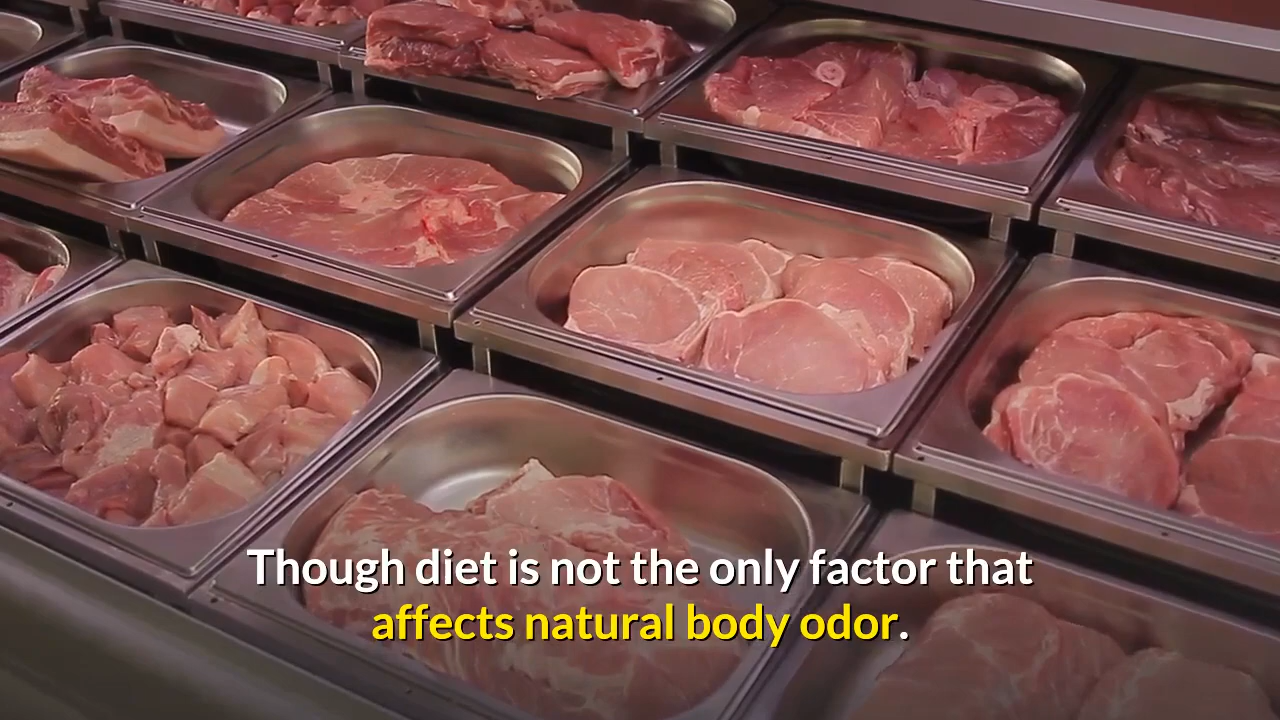 Though diet is not the only factor that
affects natural body odor.